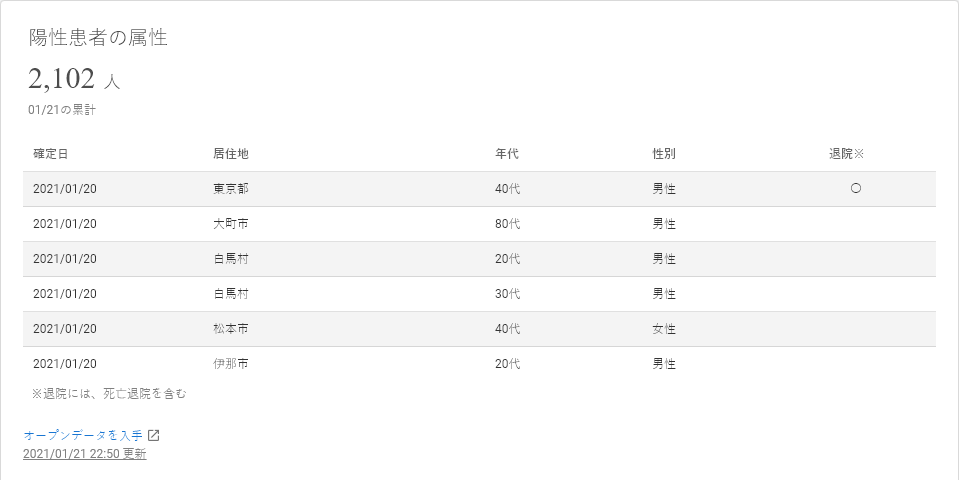 陽性患者の属性
2,102 人
01/21の累計
確定日 居住地 年代 性別 退院※
2021/01/20 東京都 40代 男性 〇
2021/01/20 大町市 80代 男性
2021/01/20 白馬村 20代 男性
2021/01/20 白馬村 30代 男性
2021/01/20 松本市 40代 女性
2021/01/20 伊那市 20代 男性
※退院には、死亡退院を含む
オープンデータを入手
2021/01/21 22:50 更新